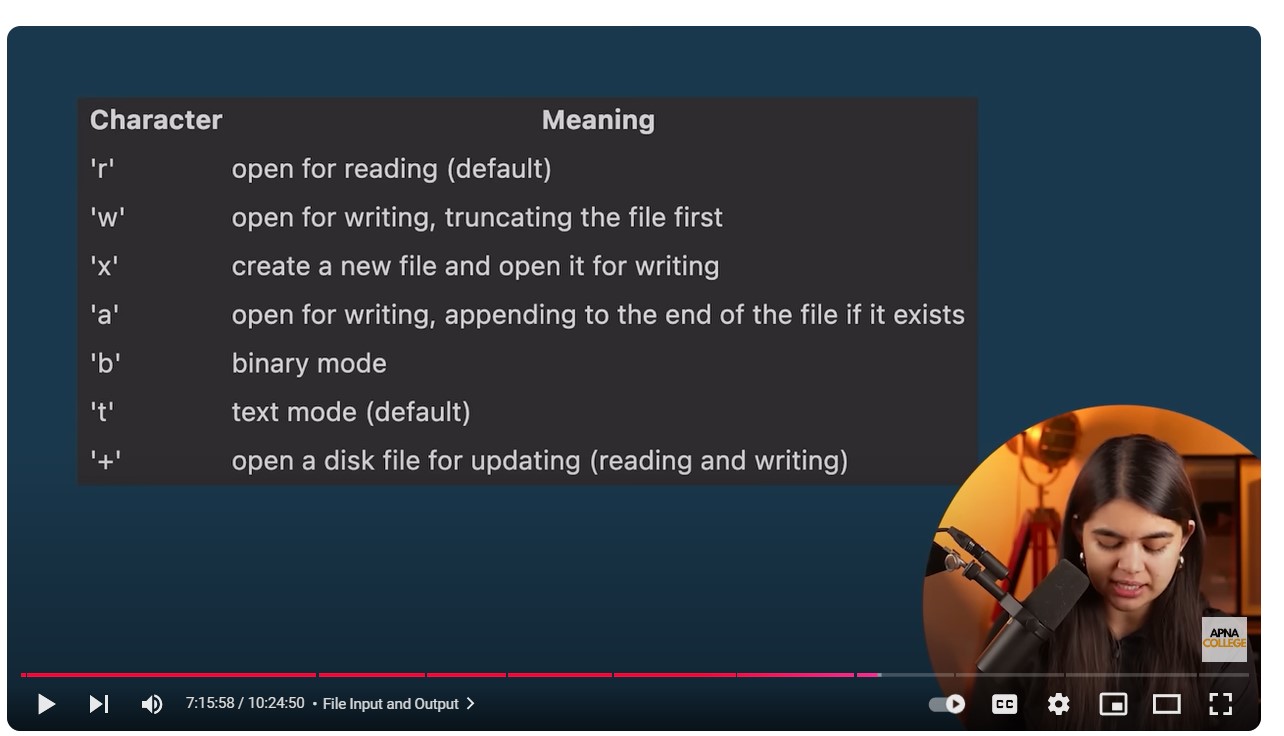 Character Meaning
'r' open for reading (default)
'w' open for writing, truncating the file first
'x' create a new file and open it for writing
'a' open for writing, appending to the end of the file if it exists
'b' binary mode
't' text mode (default)
'+' open a disk file for updating (reading and writing)
APNA
COLLEGE
7:15:58 / 10:24:50 • File Input and Output
CC